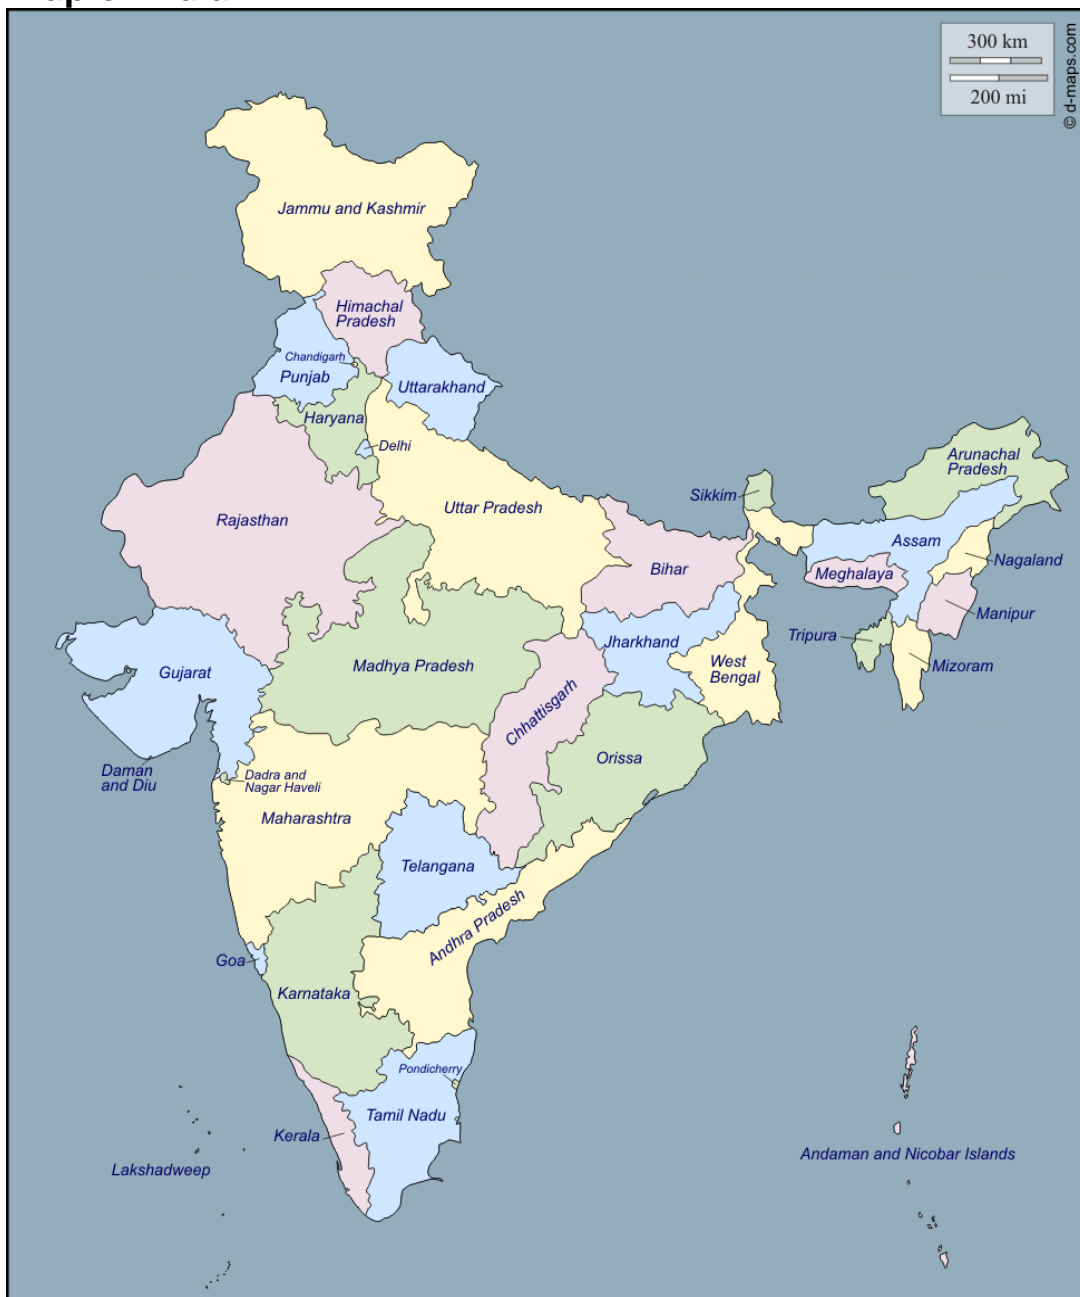 300 km
200 mi
© d-maps.com
Jammu and Kashmir
Himachal
Pradesh
Chandigarh
Punjab
Uttarakhand
Haryana
Delhi
Arunachal
Pradesh
Sikkim
Uttar Pradesh
Rajasthan
Assam
Nagaland
Bihar
Meghalaya
Manipur
Tripura
Jharkhand
Mizoram
West
Bengal
Madhya Pradesh
Gujarat
Chhattisgarh
Orissa
Daman
and Diu
Dadra and
Nagar Haveli
Maharashtra
Telangana
Andhra Pradesh
Goa
Karnataka
Pondicherry
Tamil Nadu
Kerala
Lakshadweep
Andaman and Nicobar Islands